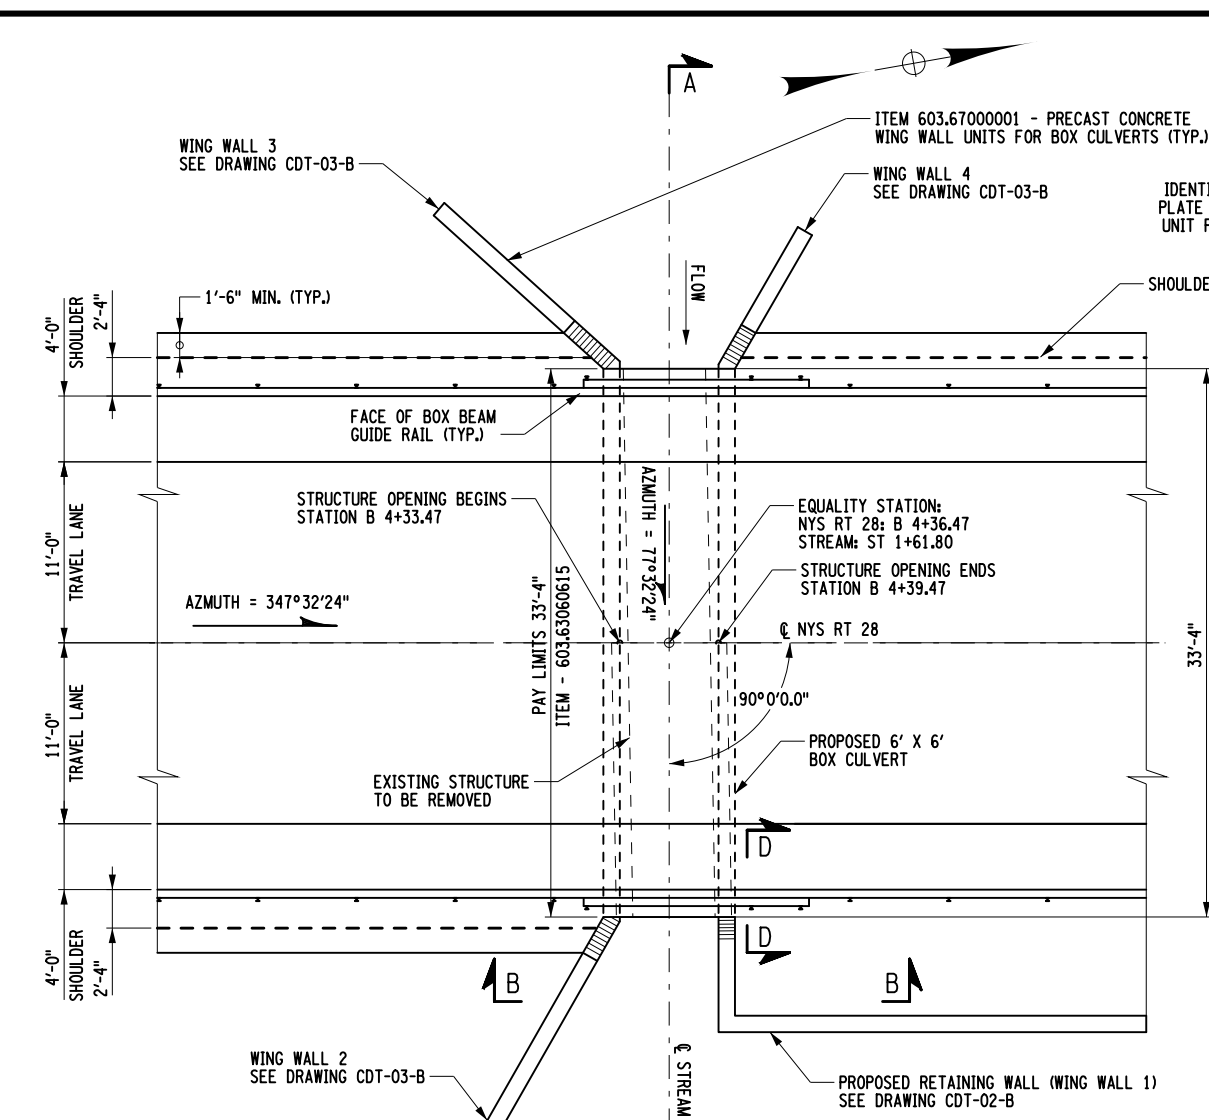 A
ITEM 603.67000001 - PRECAST CONCRETE
WING WALL UNITS FOR BOX CULVERTS (TYP.)
WING WALL 3
SEE DRAWING CDT-03-B
WING WALL 4
SEE DRAWING CDT-03-B
PLATE
UNIT
FLOW
1'-6" MIN. (TYP.)
4'-0"
SHOULDER
2'-4"
FACE OF BOX BEAM
GUIDE RAIL (TYP.)
STRUCTURE OPENING BEGINS
STATION B 4+33.47
AZIMUTH = 77°32'24"
EQUALITY STATION:
NYS RT 28: B 4+36.47
STREAM: ST 1+61.80
STRUCTURE OPENING ENDS
STATION B 4+39.47
11'-0"
TRAVEL LANE
AZIMUTH = 347°32'24"
PAY LIMITS 33'-4"
ITEM - 603.63060615
℄ NYS RT 28
33'-4"
90°0'0.0"
11'-0"
TRAVEL LANE
PROPOSED 6' X 6'
BOX CULVERT
EXISTING STRUCTURE
TO BE REMOVED
D
D
4'-0"
SHOULDER
2'-4"
B
B
WING WALL 2
SEE DRAWING CDT-03-B
℄ STREAM
PROPOSED RETAINING WALL (WING WALL 1)
SEE DRAWING CDT-02-B